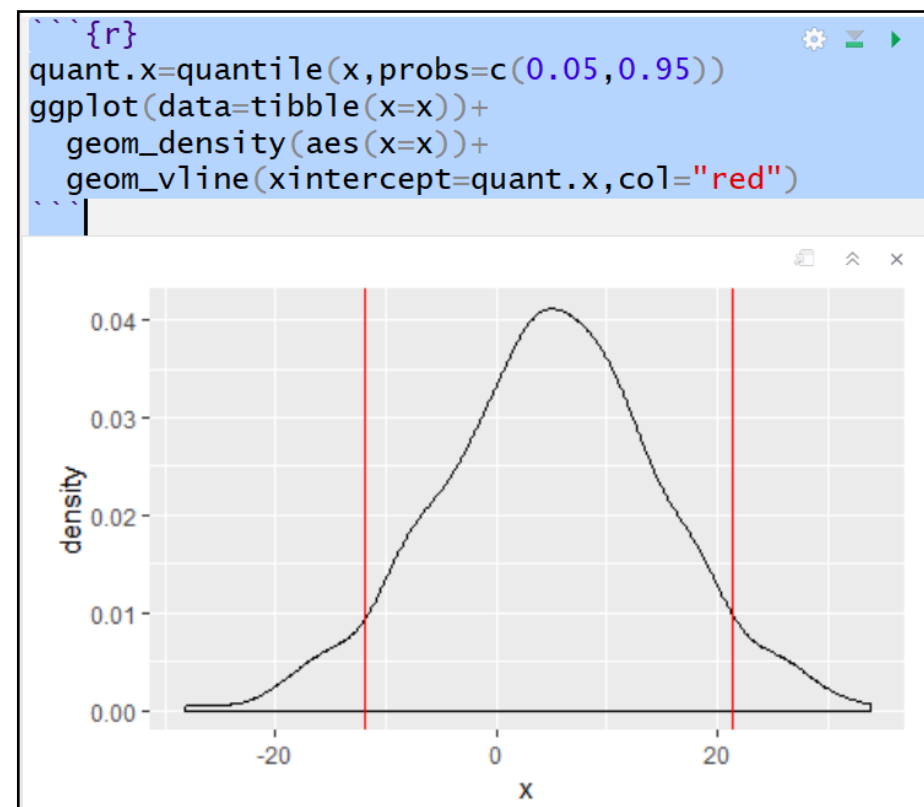 ```{r}
quant.x=quantile(x,probs=c(0.05,0.95))
ggplot(data=tibble(x=x))+
  geom_density(aes(x=x))+
  geom_vline(xintercept=quant.x,col="red")
```
0.04
0.03
0.02
0.01
0.00
density
-20 0 20
x